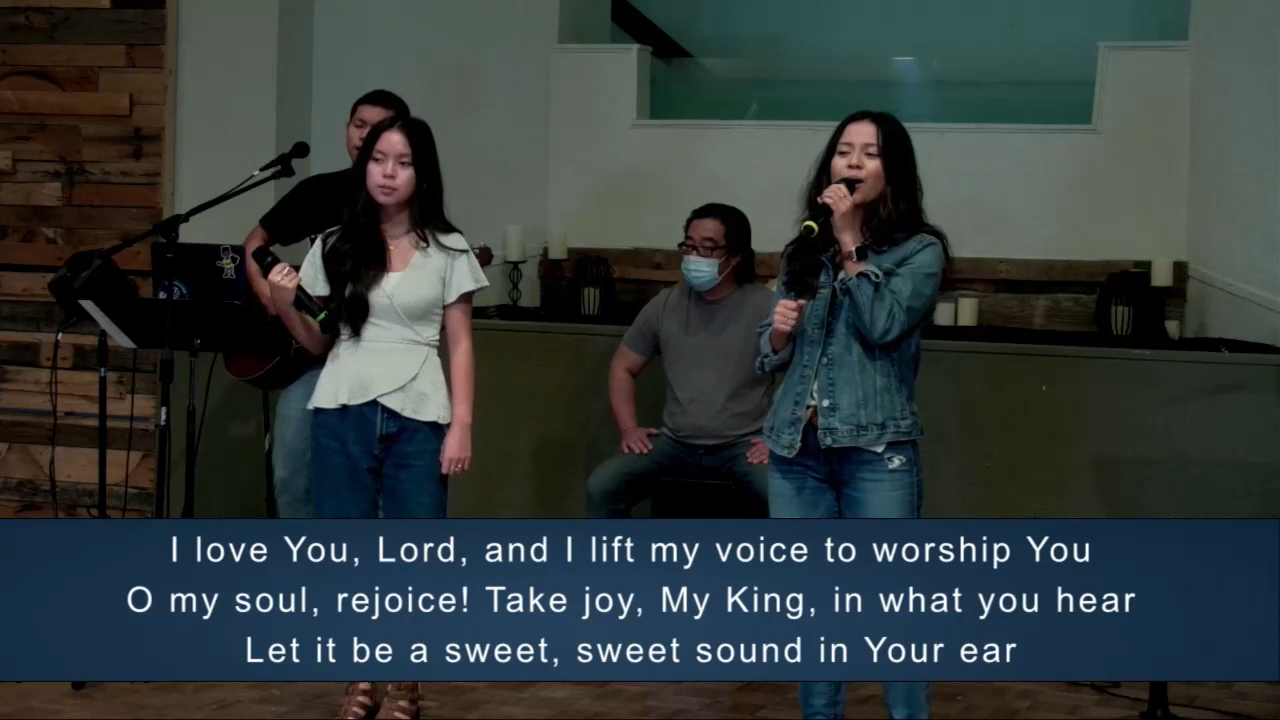 I love You, Lord, and I lift my voice to worship You
O my soul, rejoice! Take joy, My King, in what you hear
Let it be a sweet, sweet sound in Your ear